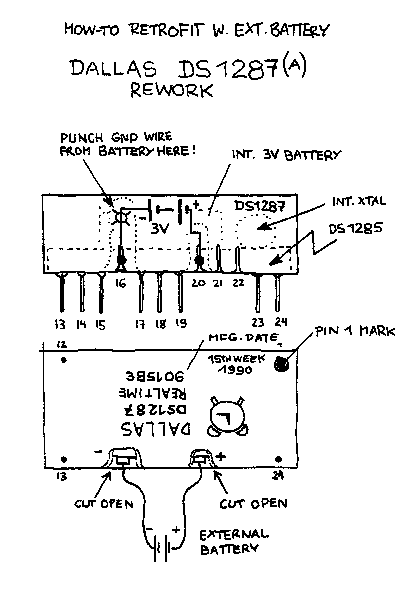 HOW-TO RETROFIT W. EXT. BATTERY
DALLAS DS1287(A)
REWORK
PUNCH GND WIRE
FROM BATTERY HERE!
INT. 3V BATTERY
- +
DS1287
3V
INT. XTAL
DS1285
16 20 21 22
13 14 15 17 18 19 23 24
MFG. DATE
12 1
PIN 1 MARK
15TH WEEK
1990
9015B3
REALTIME
DS1287
DALLAS
- +
13 24
CUT OPEN CUT OPEN
- +
EXTERNAL
BATTERY